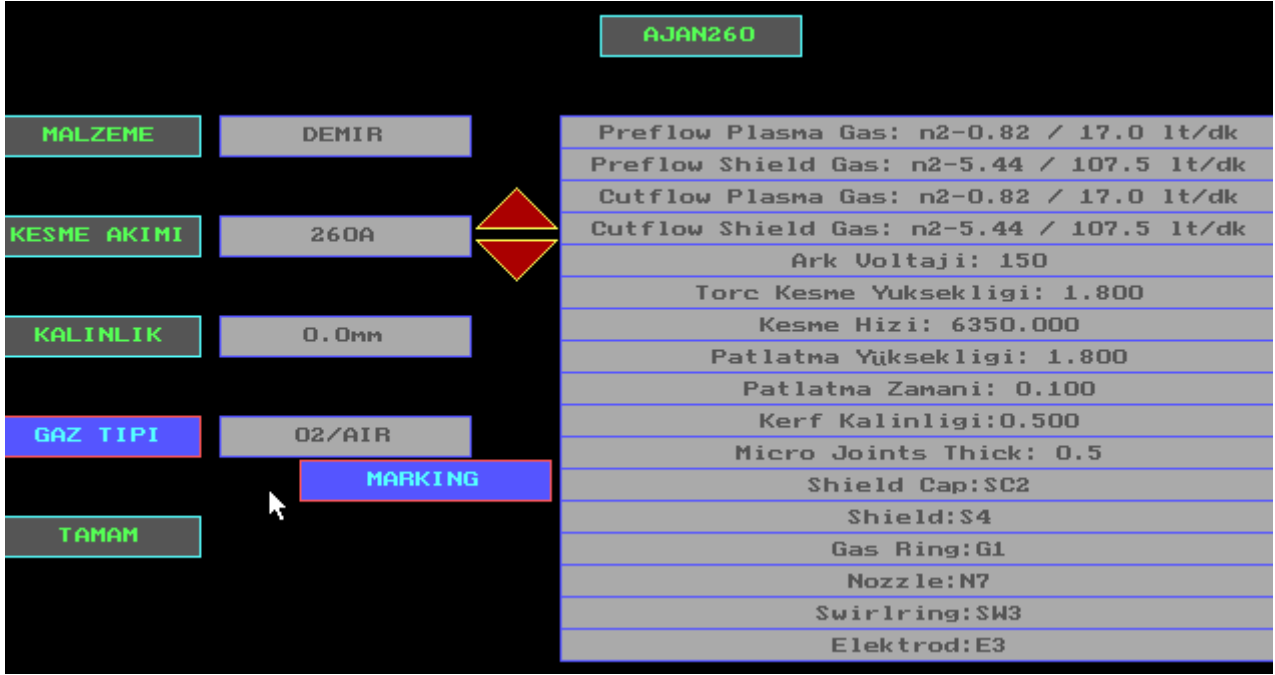 AJAN260
MALZEME
DEMIR
KESME AKIMI
260A
KALINLIK
0.0mm
GAZ TIPI
O2/AIR
MARKING
TAMAM
Preflow Plasma Gas: n2-0.82 / 17.0 lt/dk
Preflow Shield Gas: n2-5.44 / 107.5 lt/dk
Cutflow Plasma Gas: n2-0.82 / 17.0 lt/dk
Cutflow Shield Gas: n2-5.44 / 107.5 lt/dk
Ark Voltaji: 150
Torc Kesme Yuksekligi: 1.800
Kesme Hizi: 6350.000
Patlatma Yüksekligi: 1.800
Patlatma Zamani: 0.100
Kerf Kalinligi:0.500
Micro Joints Thick: 0.5
Shield Cap:SC2
Shield:S4
Gas Ring:G1
Nozzle:N7
Swirlring:SW3
Elektrod:E3